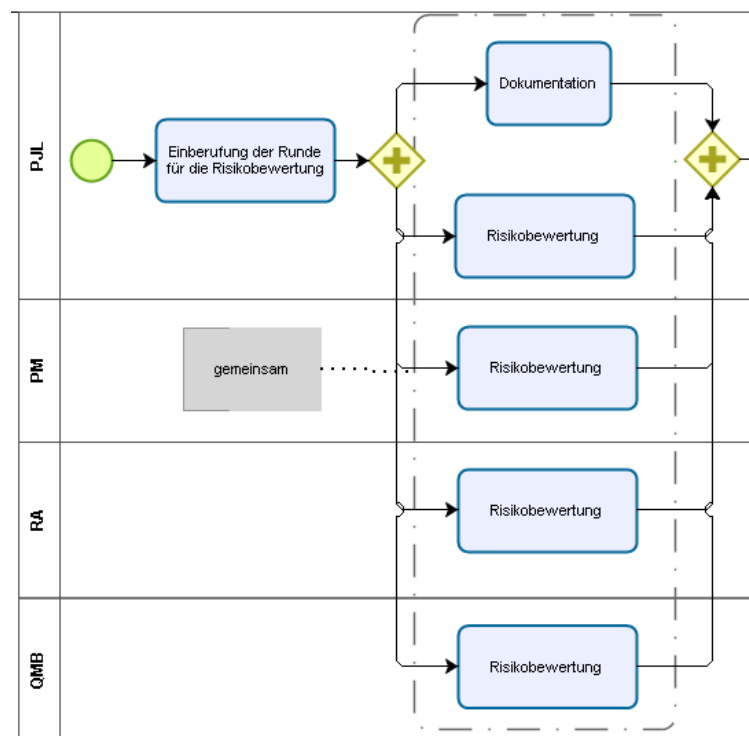 PJL
Einberufung der Runde
für die Risikobewertung
Dokumentation
Risikobewertung
PM
gemeinsam
Risikobewertung
RA
Risikobewertung
QMB
Risikobewertung